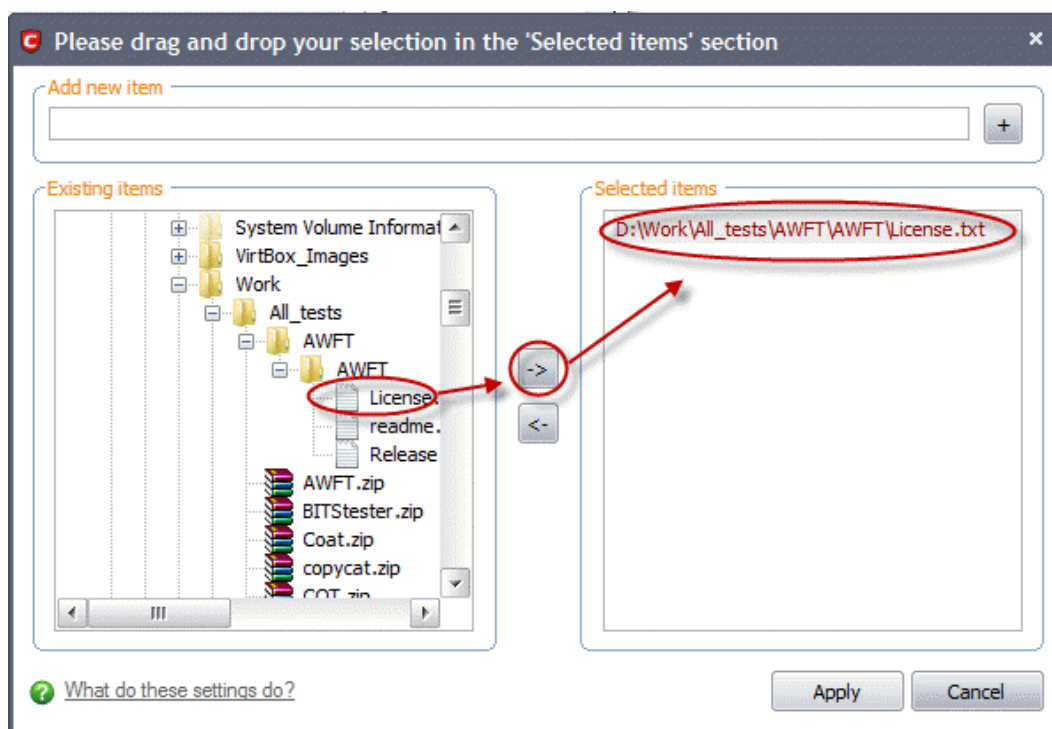 Please drag and drop your selection in the 'Selected items' section
Add new item
+
Existing items
System Volume Informat
VirtBox_Images
Work
All_tests
AWFT
AWFT
License.
readme.
Release
AWFT.zip
BITStester.zip
Coat.zip
copycat.zip
COT.zip
->
<-
Selected items
D:\Work\All_tests\AWFT\AWFT\License.txt
What do these settings do?
Apply
Cancel